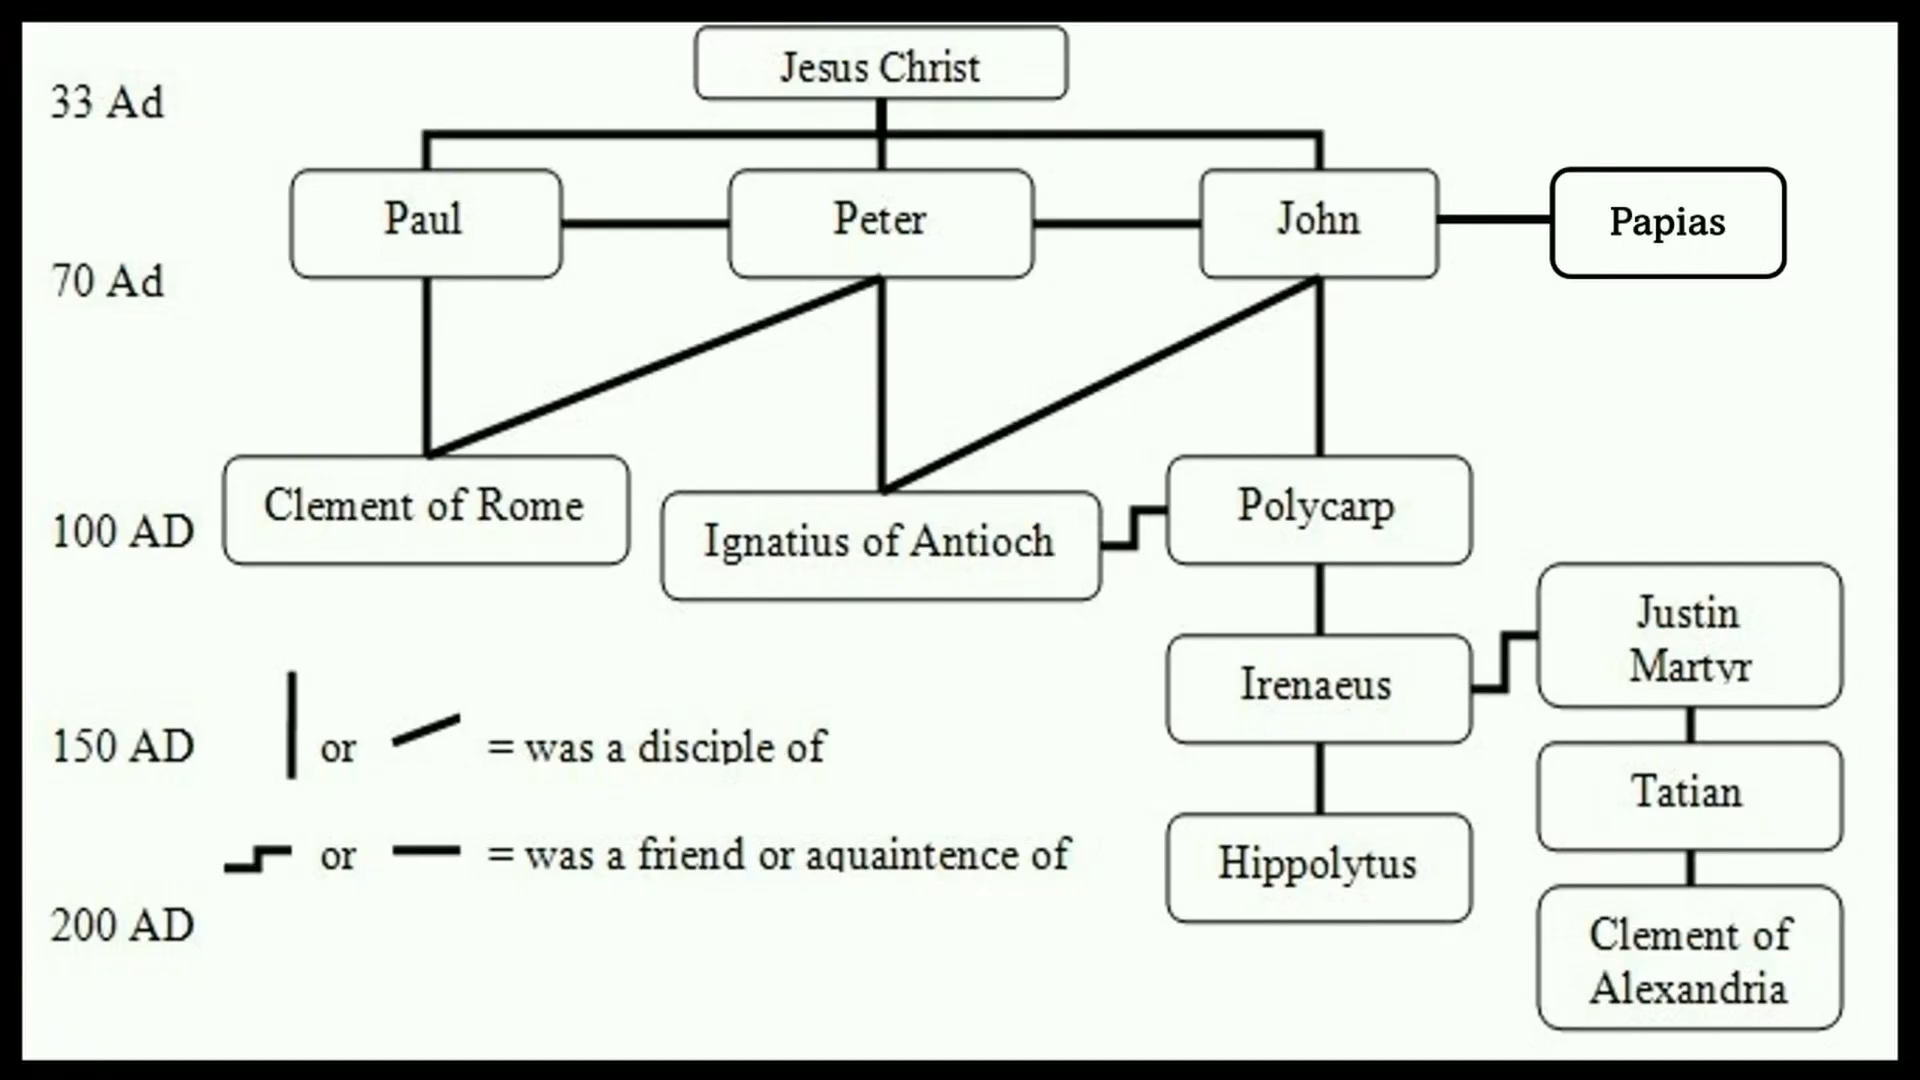 Jesus Christ
33 Ad
Paul
Peter
John
Papias
70 Ad
Clement of Rome
Ignatius of Antioch
Polycarp
100 AD
Justin
Martyr
Irenaeus
150 AD
or
= was a disciple of
Tatian
or
= was a friend or aquaintence of
Hippolytus
200 AD
Clement of
Alexandria